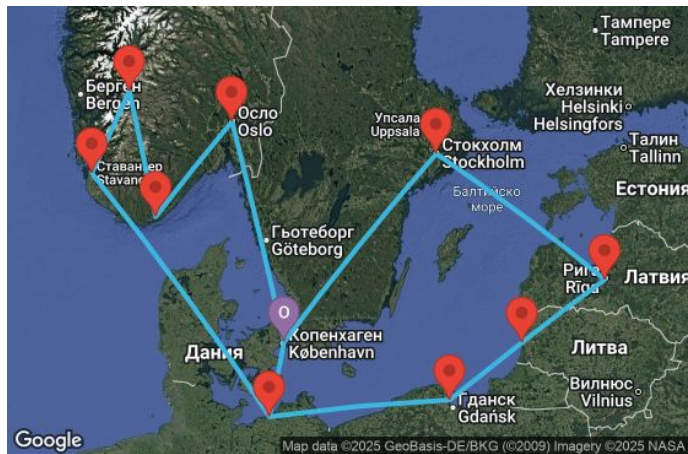 Тампере
Tampere
Берген
Bergen
Хелзинки
Helsinki
Helsingfors
Осло
Oslo
Упсала
Uppsala
Стокхолм
Stockholm
Талин
Tallinn
Ставангер
Балтийско
море
Естония
Гьотеборг
Göteborg
Рига
Rīga
Латвия
O
Копенхаген
København
Дания
Литва
Вилнюс
Vilnius
Гданск
Gdańsk
Google
Map data ©2025 GeoBasis-DE/BKG (©2009) Imagery ©2025 NASA